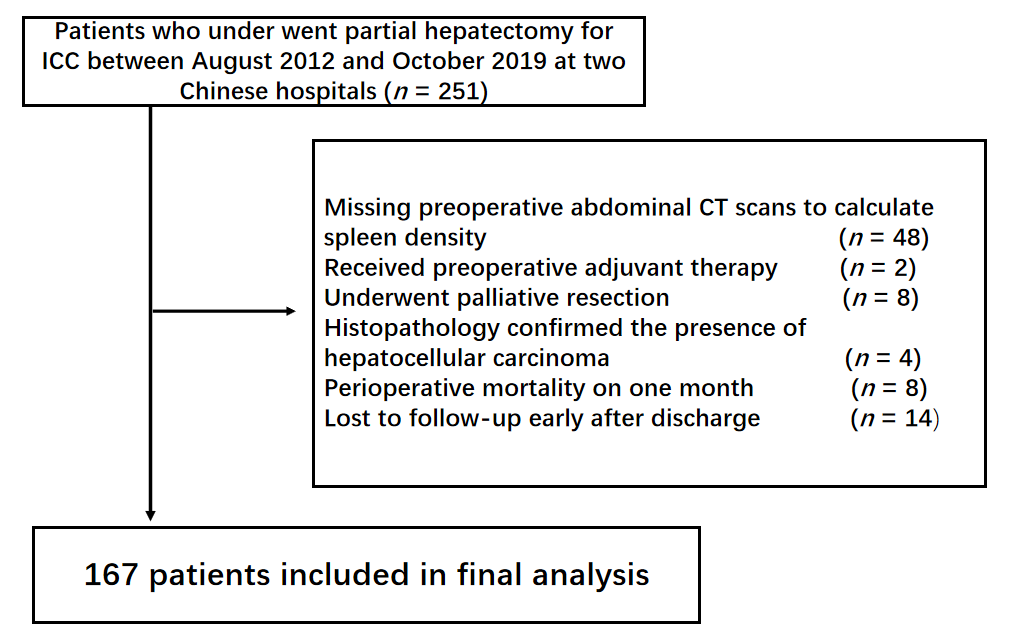 Patients who under went partial hepatectomy for
ICC between August 2012 and October 2019 at two
Chinese hospitals (n = 251)
Missing preoperative abdominal CT scans to calculate
spleen density (n = 48)
Received preoperative adjuvant therapy (n = 2)
Underwent palliative resection (n = 8)
Histopathology confirmed the presence of
hepatocellular carcinoma (n = 4)
Perioperative mortality on one month (n = 8)
Lost to follow-up early after discharge (n = 14)
167 patients included in final analysis